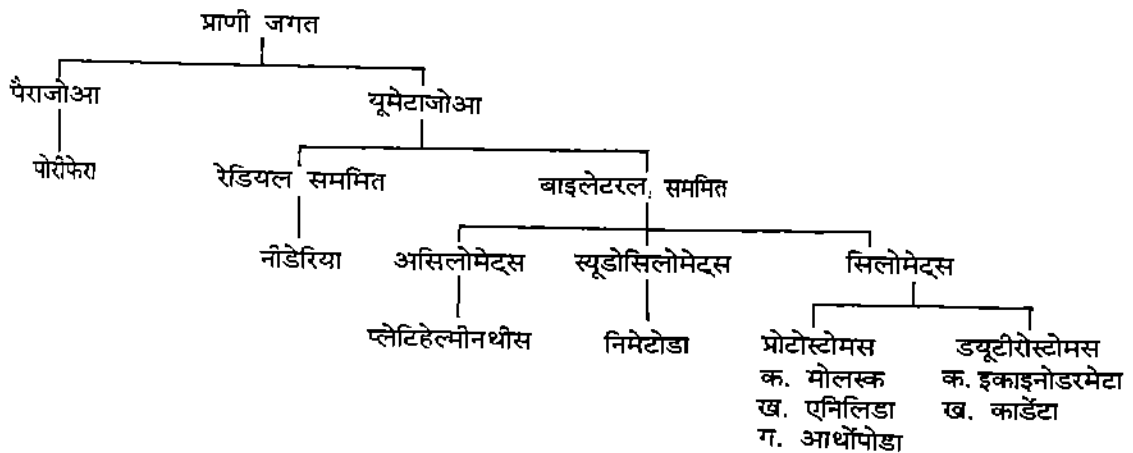 प्राणी जगत
पैराजोआ यूमेटाजोआ
पोरीफेरा रेडियल सममित बाइलेटरल, सममित
नीडेरिया असिलोमेट्स स्यूडोसिलोमेट्स सिलोमेट्स
प्लेटिहेल्मीनथीस निमेटोडा प्रोटोस्टोमस डयूटीरोस्टोमस
क. मोलस्क क. इकाइनोडरमेटा
ख. एनिलिडा ख. कार्डेटा
ग. आर्थोपोडा